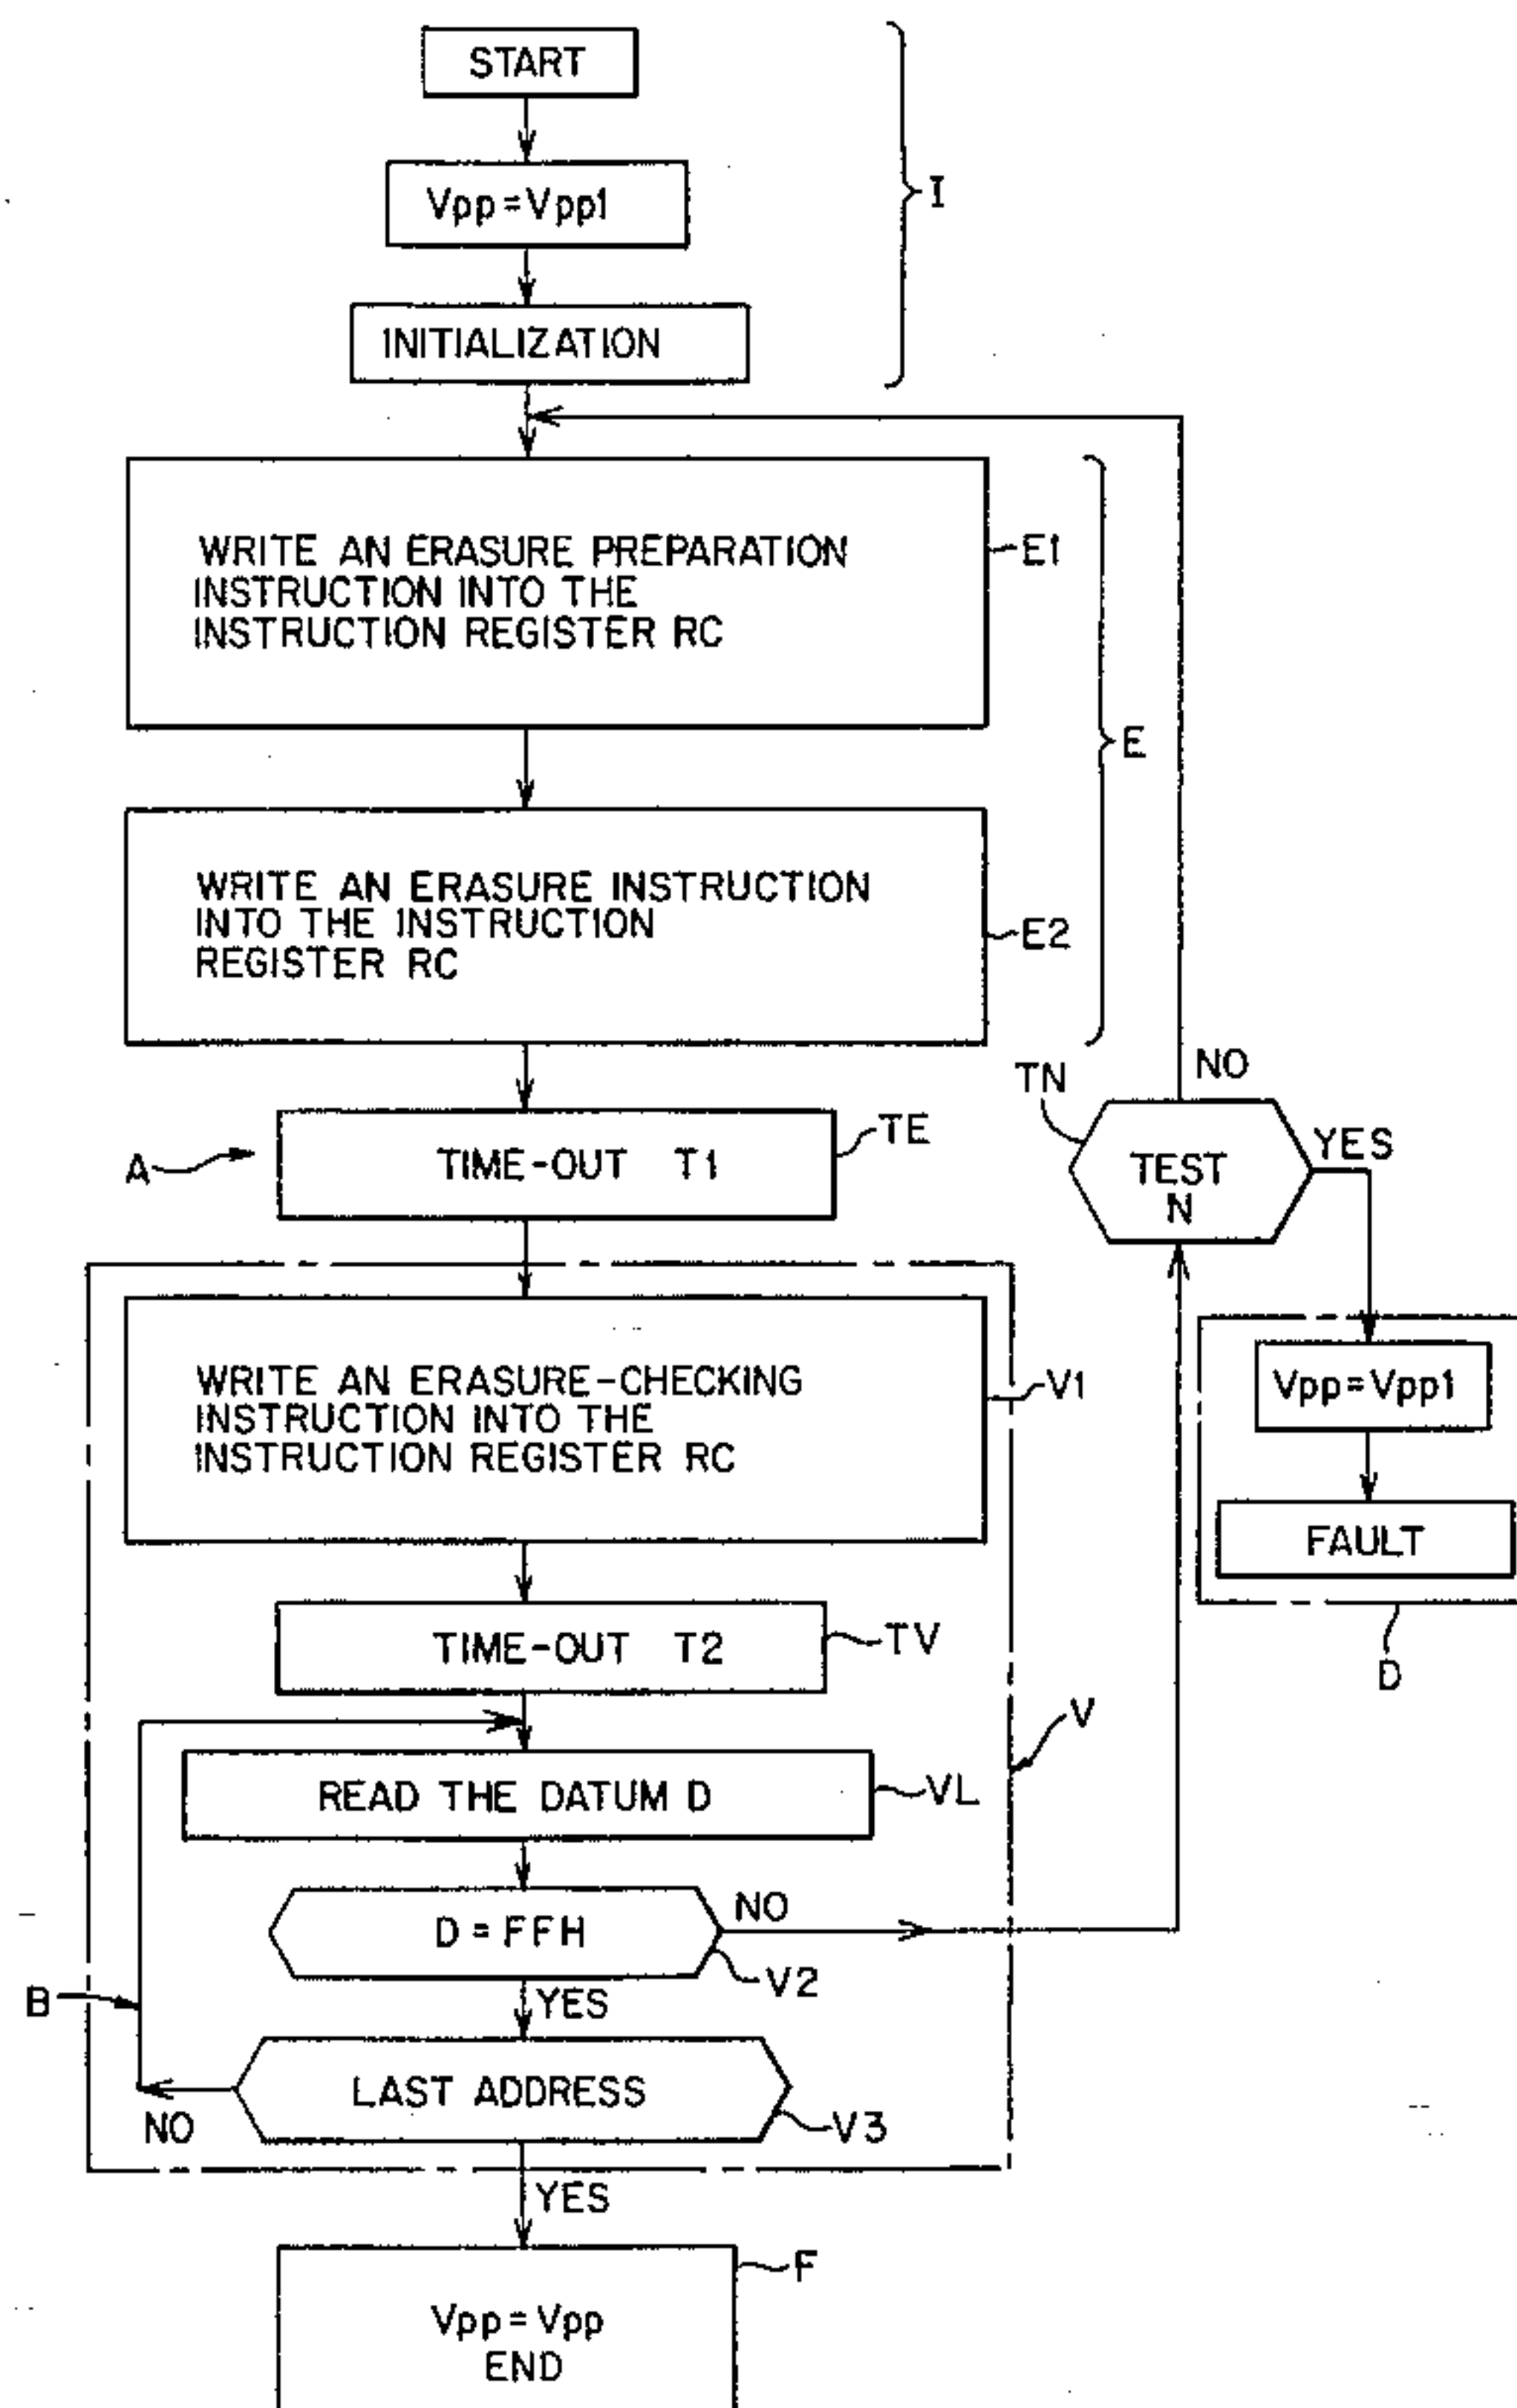 START
Vpp = Vpp1
I
INITIALIZATION
WRITE AN ERASURE PREPARATION
INSTRUCTION INTO THE
INSTRUCTION REGISTER RC
E1
E
WRITE AN ERASURE INSTRUCTION
INTO THE INSTRUCTION
REGISTER RC
E2
NO
TN
TEST
N
YES
A
TIME-OUT T1
TE
WRITE AN ERASURE-CHECKING
INSTRUCTION INTO THE
INSTRUCTION REGISTER RC
V1
Vpp = Vpp1
FAULT
D
TIME-OUT T2
TV
V
READ THE DATUM D
VL
D = FFH
NO
V2
YES
B
LAST ADDRESS
NO
V3
YES
F
Vpp = Vpp
END